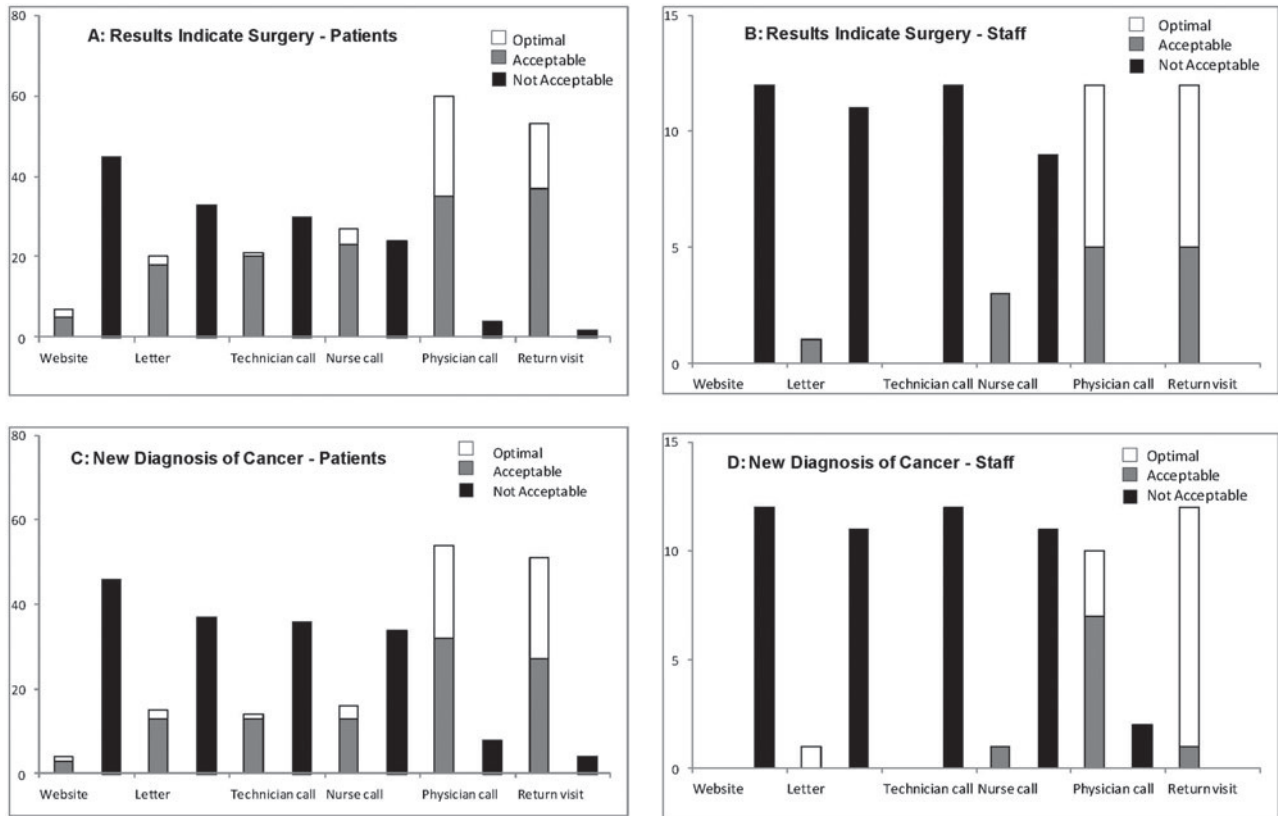 A: Results Indicate Surgery - Patients
Optimal
Acceptable
Not Acceptable
80
60
40
20
0
Website Letter Technician call Nurse call Physician call Return visit
B: Results Indicate Surgery - Staff
Optimal
Acceptable
Not Acceptable
15
10
5
0
Website Letter Technician call Nurse call Physician call Return visit
C: New Diagnosis of Cancer - Patients
Optimal
Acceptable
Not Acceptable
80
60
40
20
0
Website Letter Technician call Nurse call Physician call Return visit
D: New Diagnosis of Cancer - Staff
Optimal
Acceptable
Not Acceptable
15
10
5
0
Website Letter Technician call Nurse call Physician call Return visit